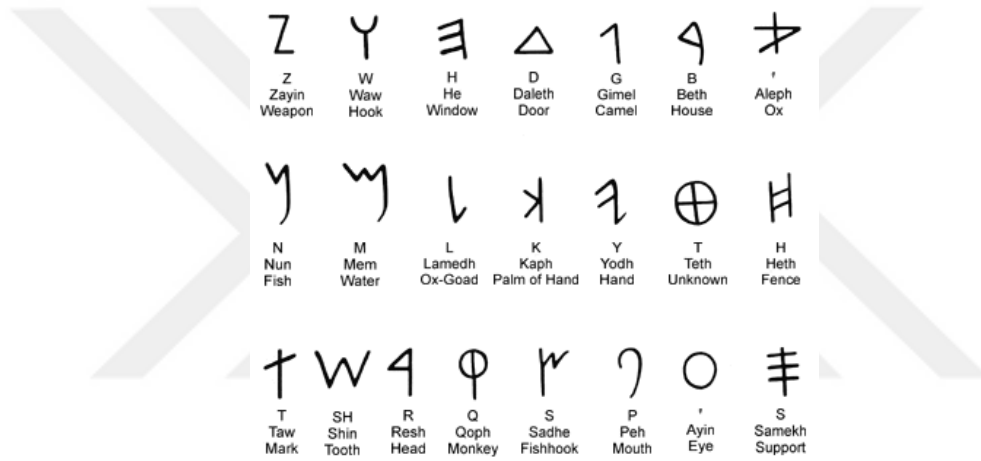 𐤀 𐤁 𐤂 𐤃 𐤄 𐤅 𐤆
Z W H D G B '
Zayin Waw He Daleth Gimel Beth Aleph
Weapon Hook Window Door Camel House Ox
𐤇 𐤈 𐤉 𐤊 𐤋 𐤌 𐤍
N M L K Y T H
Nun Mem Lamedh Kaph Yodh Teth Heth
Fish Water Ox-Goad Palm of Hand Hand Unknown Fence
𐤎 𐤏 𐤐 𐤑 𐤒 𐤓 𐤔 𐤕
T SH R Q S P ' S
Taw Shin Resh Qoph Sadhe Peh Ayin Samekh
Mark Tooth Head Monkey Fishhook Mouth Eye Support